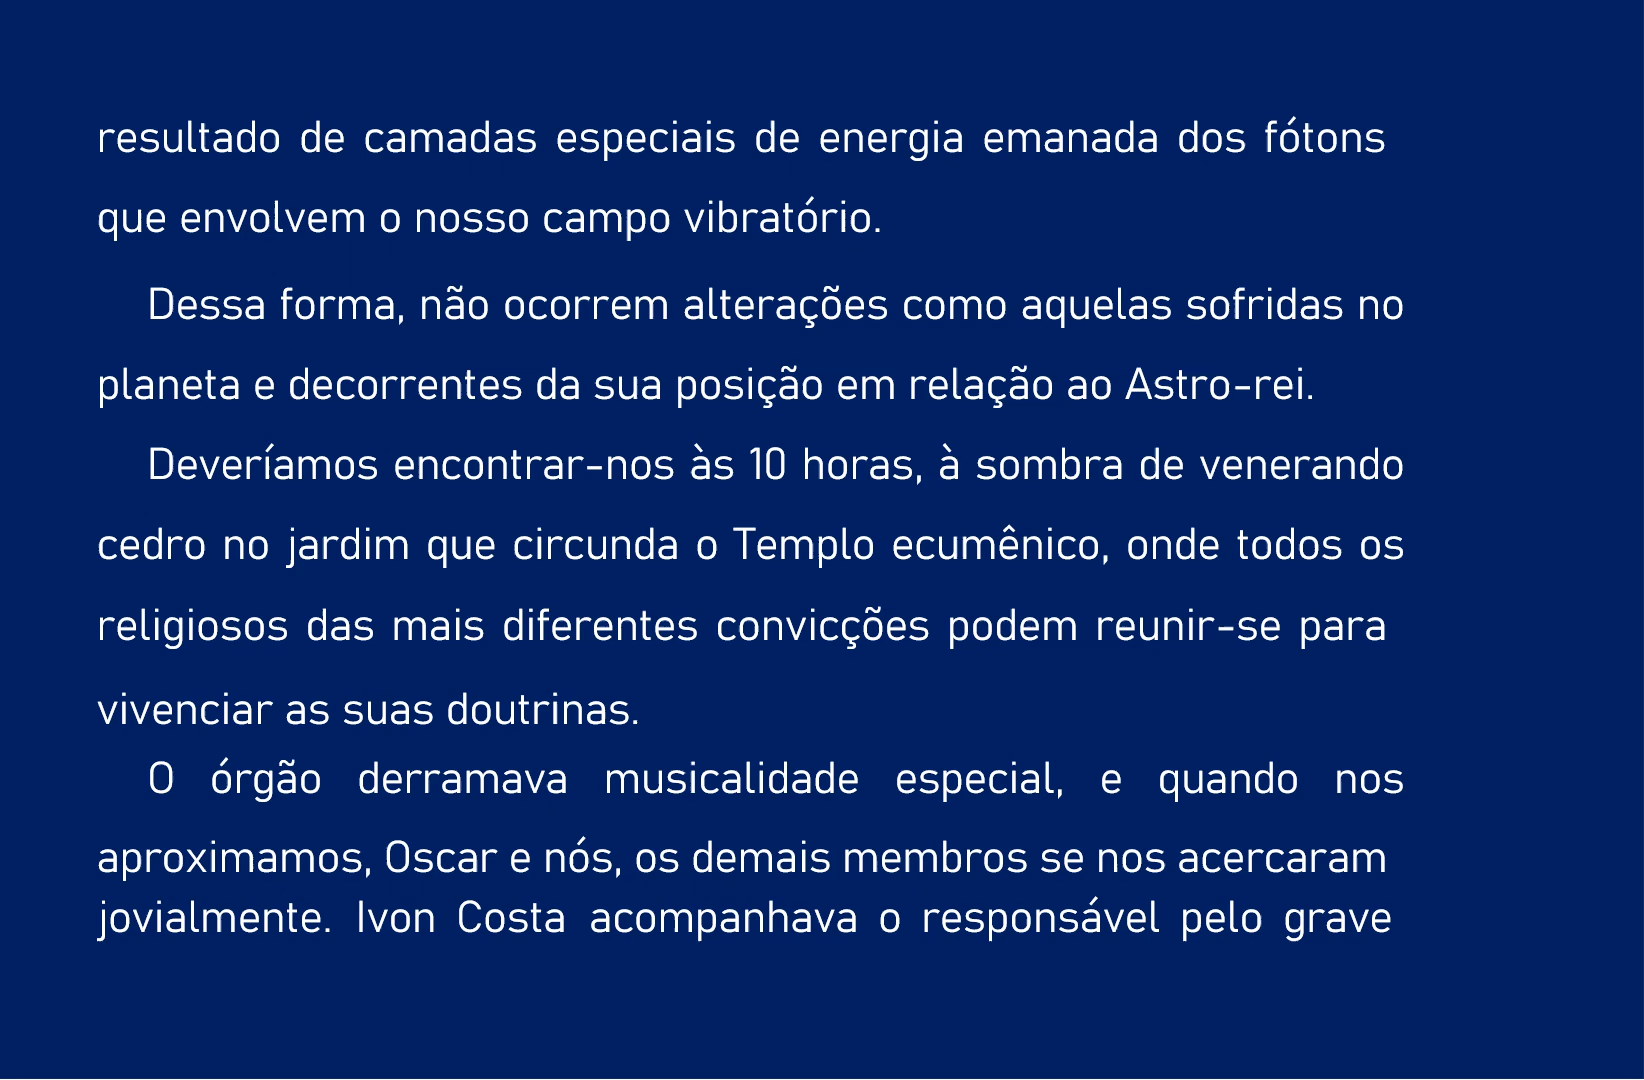 resultado de camadas especiais de energia emanada dos fótons
que envolvem o nosso campo vibratório.
Dessa forma, não ocorrem alterações como aquelas sofridas no
planeta e decorrentes da sua posição em relação ao Astro-rei.
Deveríamos encontrar-nos às 10 horas, à sombra de venerando
cedro no jardim que circunda o Templo ecumênico, onde todos os
religiosos das mais diferentes convicções podem reunir-se para
vivenciar as suas doutrinas.
O órgão derramava musicalidade especial, e quando nos
aproximamos, Oscar e nós, os demais membros se nos acercaram
jovialmente. Ivon Costa acompanhava o responsável pelo grave